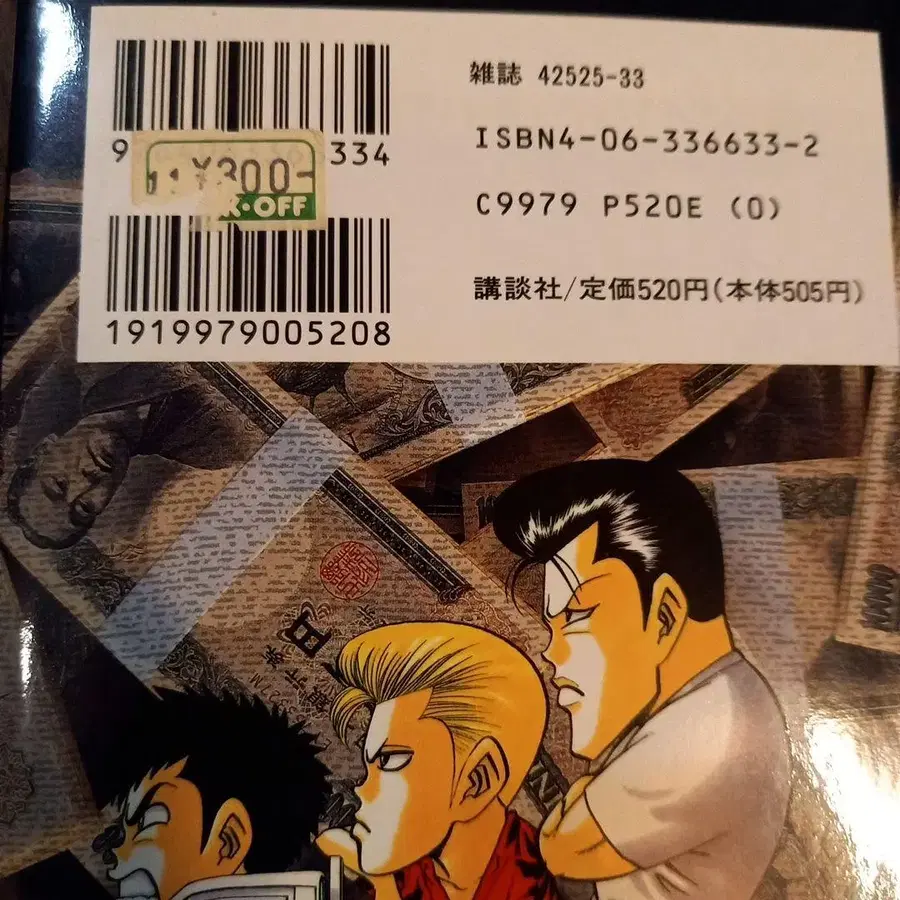 雑誌 42525-33
ISBN4-06-336633-2
C9979 P520E (0)
講談社/定価520円(本体505円)
9
334
¥300-
K·OFF
1919979005208